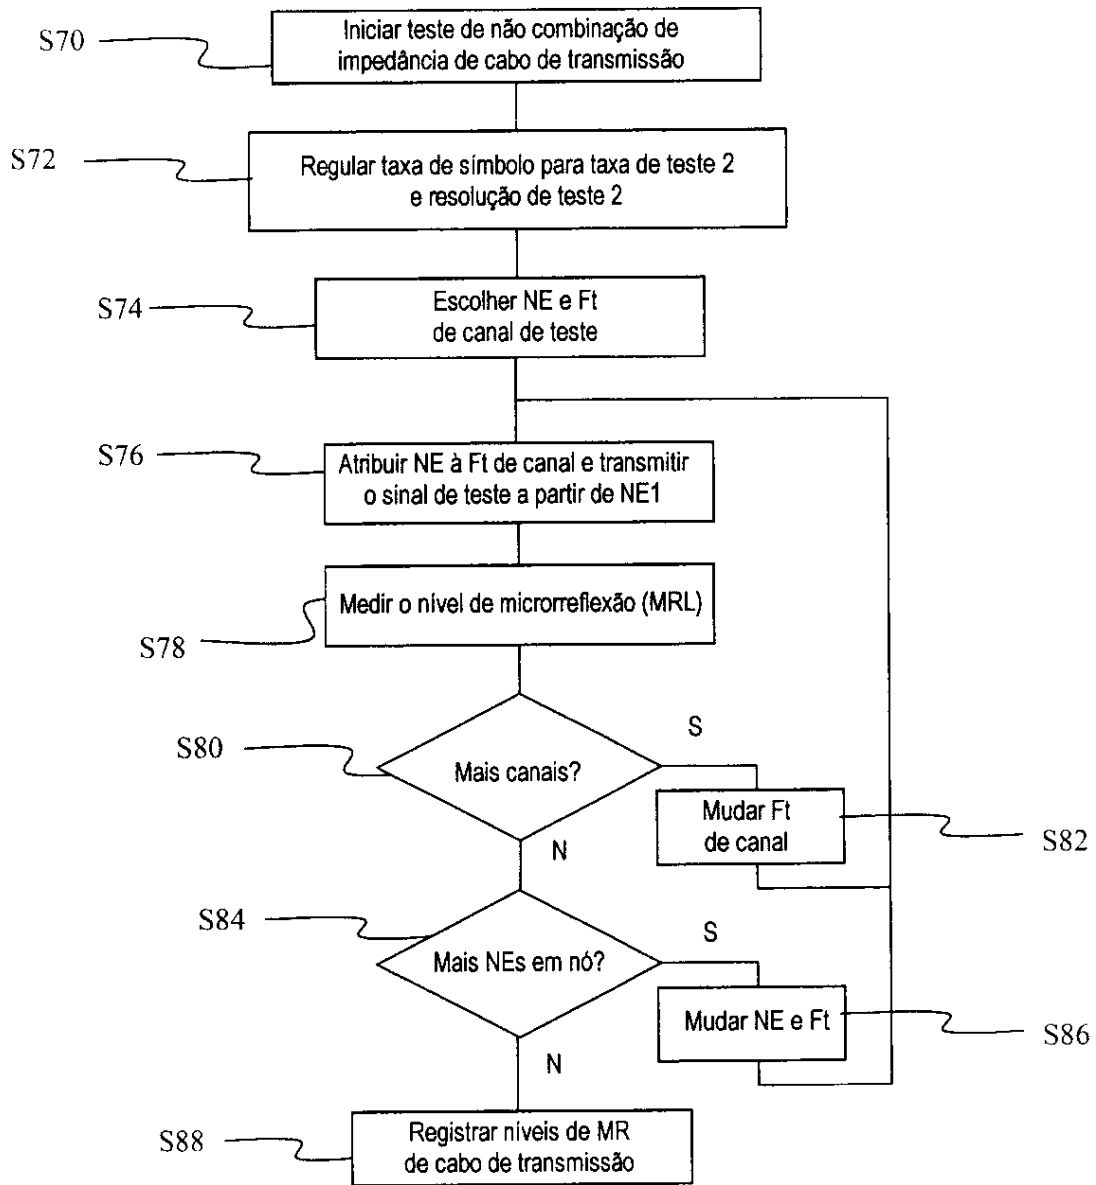 S70
Iniciar teste de não combinação de
impedância de cabo de transmissão
S72
Regular taxa de símbolo para taxa de teste 2
e resolução de teste 2
S74
Escolher NE e Ft
de canal de teste
S76
Atribuir NE à Ft de canal e transmitir
o sinal de teste a partir de NE1
Medir o nível de microrreflexão (MRL)
S78
S
S80
Mais canais?
Mudar Ft
de canal
S82
N
S84
S
Mais NEs em nó?
Mudar NE e Ft
S86
N
S88
Registrar níveis de MR
de cabo de transmissão